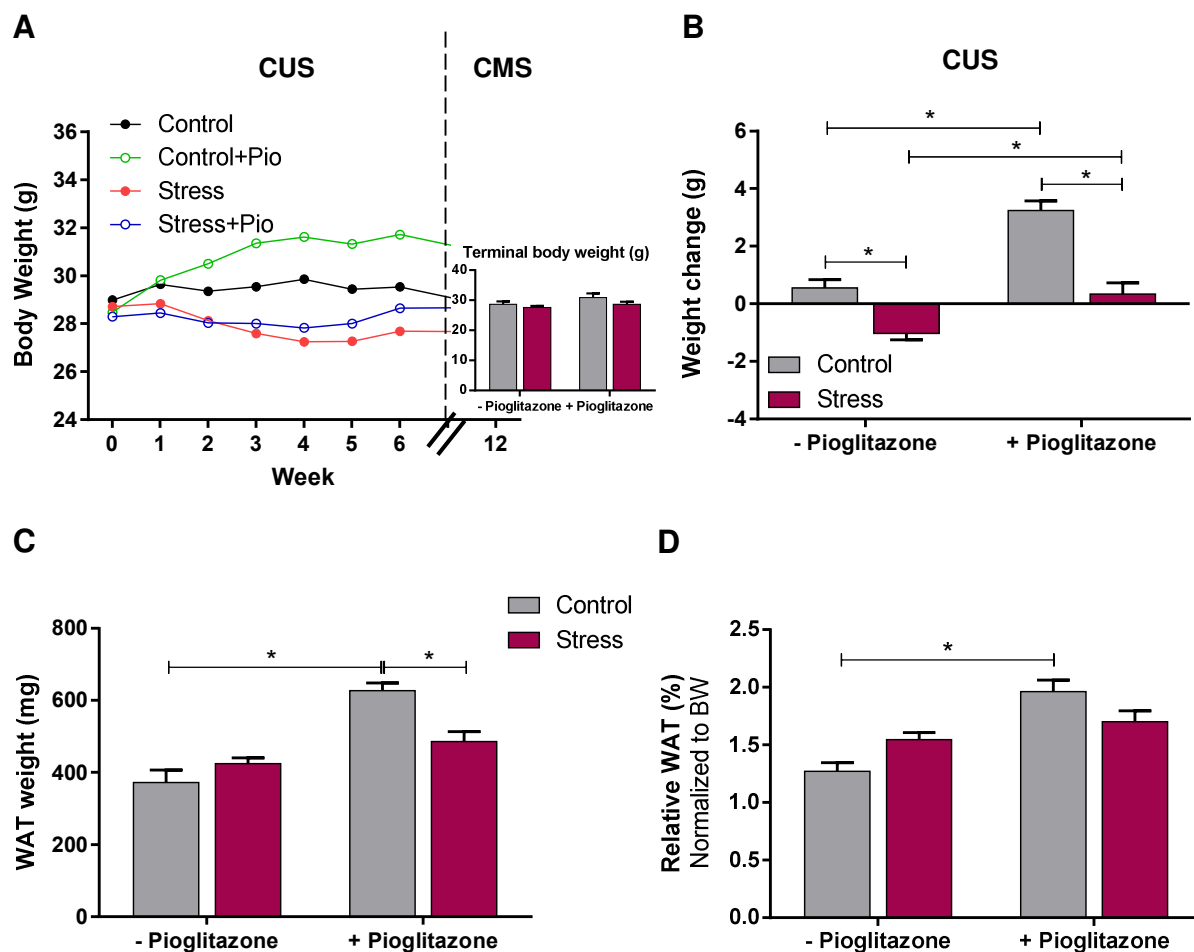 A
CUS
CMS
Control
Control+Pio
Stress
Stress+Pio
Body Weight (g)
36
34
32
30
28
26
24
0 1 2 3 4 5 6 12
Week
Terminal body weight (g)
40
30
20
10
0
- Pioglitazone + Pioglitazone
B
CUS
Weight change (g)
6
4
2
0
-2
-4
*
*
*
*
Control
Stress
- Pioglitazone + Pioglitazone
C
Control
Stress
WAT weight (mg)
800
600
400
200
0
* *
- Pioglitazone + Pioglitazone
D
Relative WAT (%)
Normalized to BW
2.5
2.0
1.5
1.0
0.5
0.0
*
- Pioglitazone + Pioglitazone